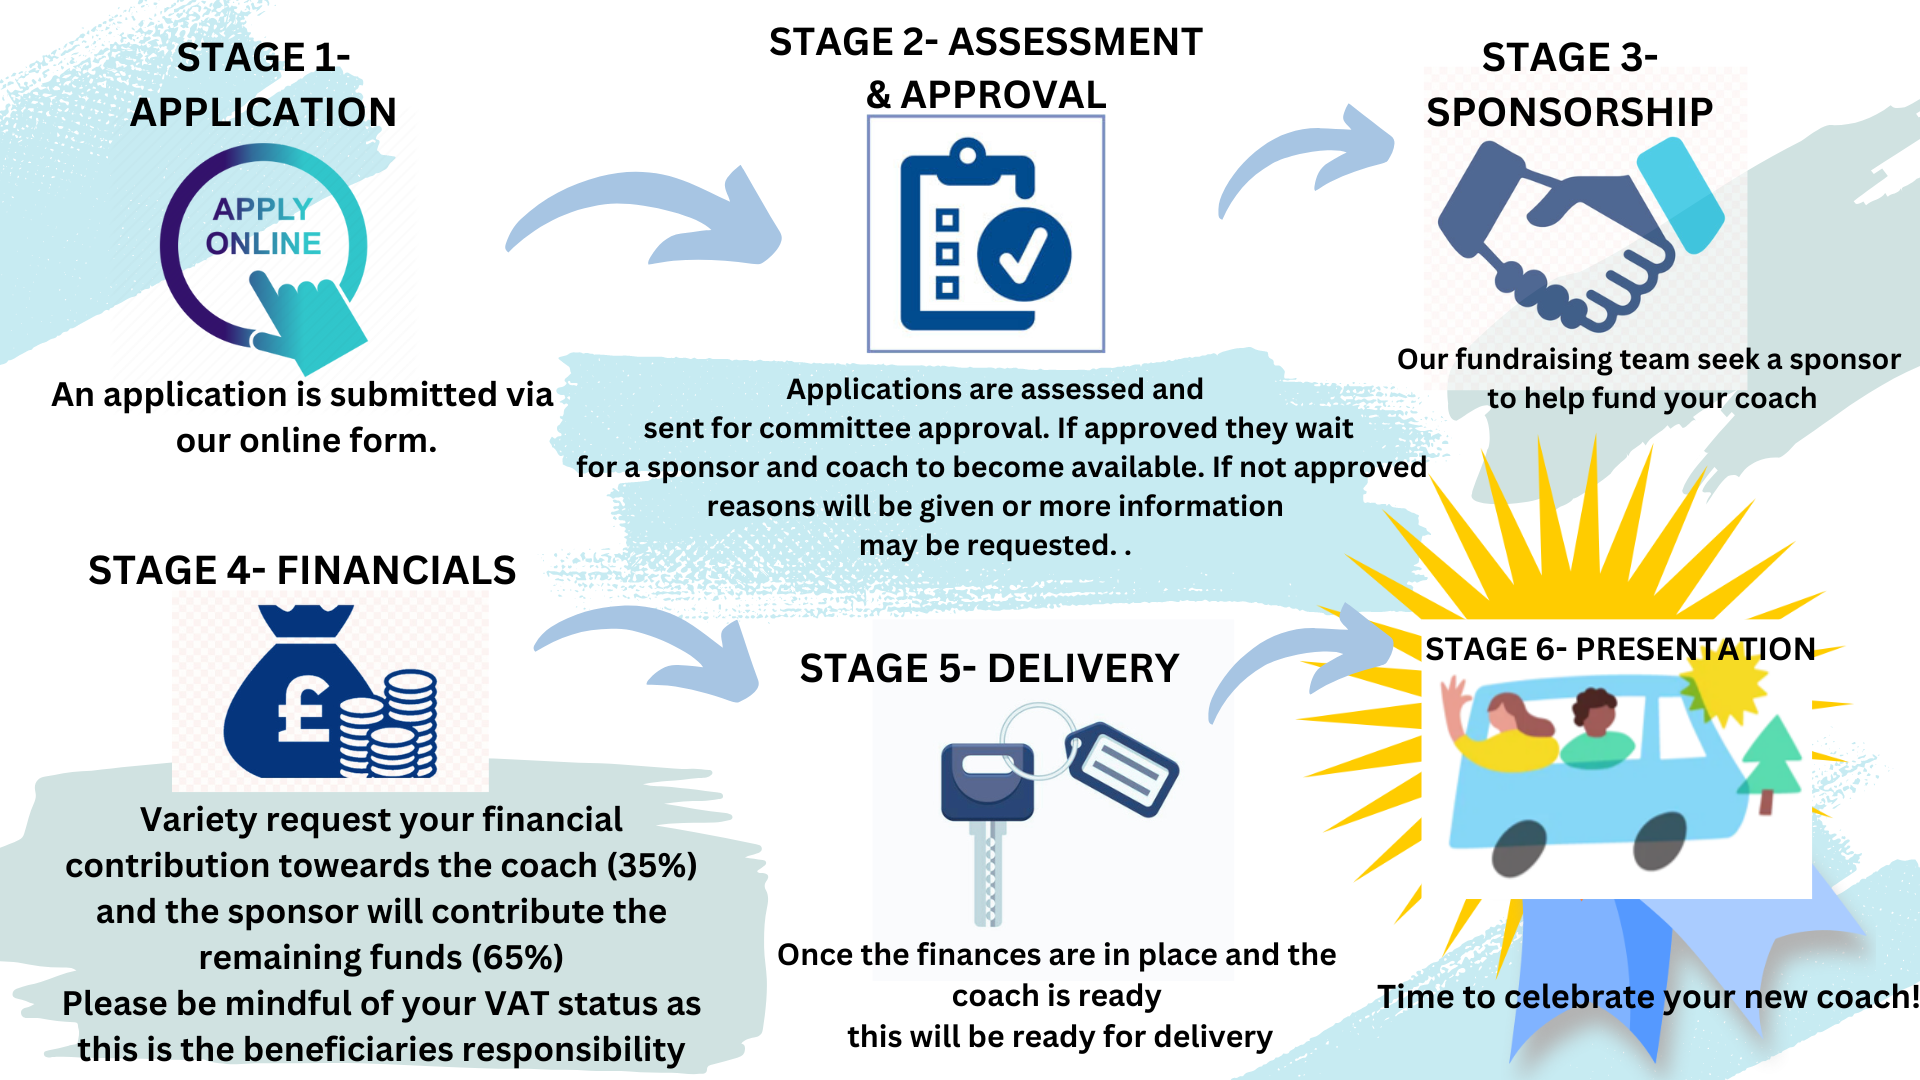 STAGE 1-
APPLICATION
APPLY
ONLINE
An application is submitted via
our online form.
STAGE 2- ASSESSMENT
& APPROVAL
Applications are assessed and
sent for committee approval. If approved they wait
for a sponsor and coach to become available. If not approved
reasons will be given or more information
may be requested. .
STAGE 3-
SPONSORSHIP
Our fundraising team seek a sponsor
to help fund your coach
STAGE 4- FINANCIALS
£
Variety request your financial
contribution toweards the coach (35%)
and the sponsor will contribute the
remaining funds (65%)
Please be mindful of your VAT status as
this is the beneficiaries responsibility
STAGE 5- DELIVERY
Once the finances are in place and the
coach is ready
this will be ready for delivery
STAGE 6- PRESENTATION
Time to celebrate your new coach!